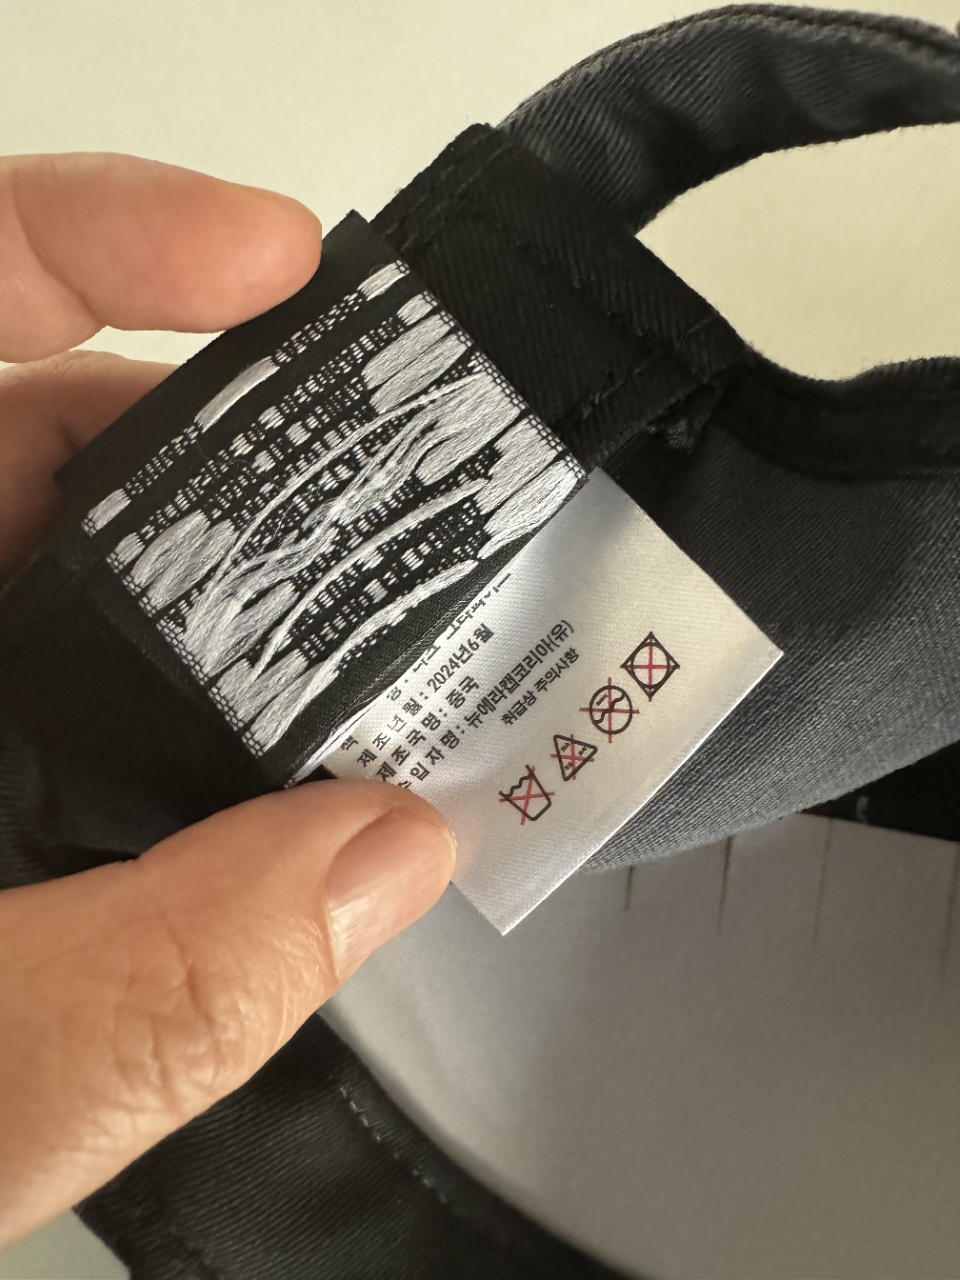 제조년월 : 2024년6월
제조국명 : 중국
수입자명 : 뉴에라캡코리아(유)
취급상 주의사항